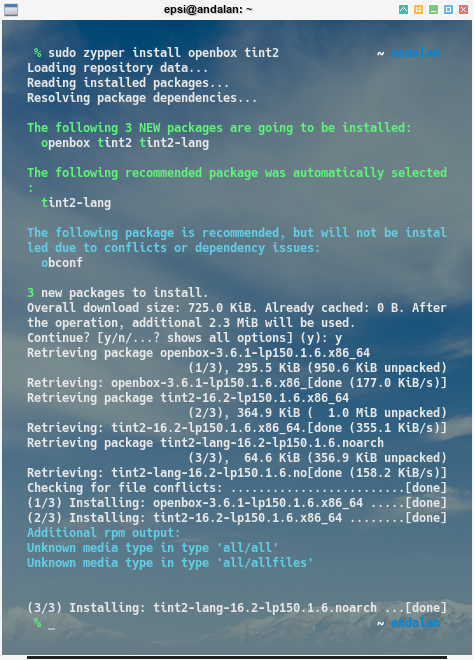 epsi@andalan: ~
% sudo zypper install openbox tint2 ~ andalan
Loading repository data...
Reading installed packages...
Resolving package dependencies...
The following 3 NEW packages are going to be installed:
openbox tint2 tint2-lang
The following recommended package was automatically selected
:
tint2-lang
The following package is recommended, but will not be instal
led due to conflicts or dependency issues:
obconf
3 new packages to install.
Overall download size: 725.0 KiB. Already cached: 0 B. After
the operation, additional 2.3 MiB will be used.
Continue? [y/n/...? shows all options] (y): y
Retrieving package openbox-3.6.1-lp150.1.6.x86_64
(1/3), 295.5 KiB (950.6 KiB unpacked)
Retrieving: openbox-3.6.1-lp150.1.6.x86_[done (177.0 KiB/s)]
Retrieving package tint2-16.2-lp150.1.6.x86_64
(2/3), 364.9 KiB (  1.0 MiB unpacked)
Retrieving: tint2-16.2-lp150.1.6.x86_64.[done (355.1 KiB/s)]
Retrieving package tint2-lang-16.2-lp150.1.6.noarch
(3/3),  64.6 KiB (356.9 KiB unpacked)
Retrieving: tint2-lang-16.2-lp150.1.6.no[done (158.2 KiB/s)]
Checking for file conflicts: .........................[done]
(1/3) Installing: openbox-3.6.1-lp150.1.6.x86_64 .....[done]
(2/3) Installing: tint2-16.2-lp150.1.6.x86_64 ........[done]
Additional rpm output:
Unknown media type in type 'all/all'
Unknown media type in type 'all/allfiles'
(3/3) Installing: tint2-lang-16.2-lp150.1.6.noarch ...[done]
% _ ~ andalan